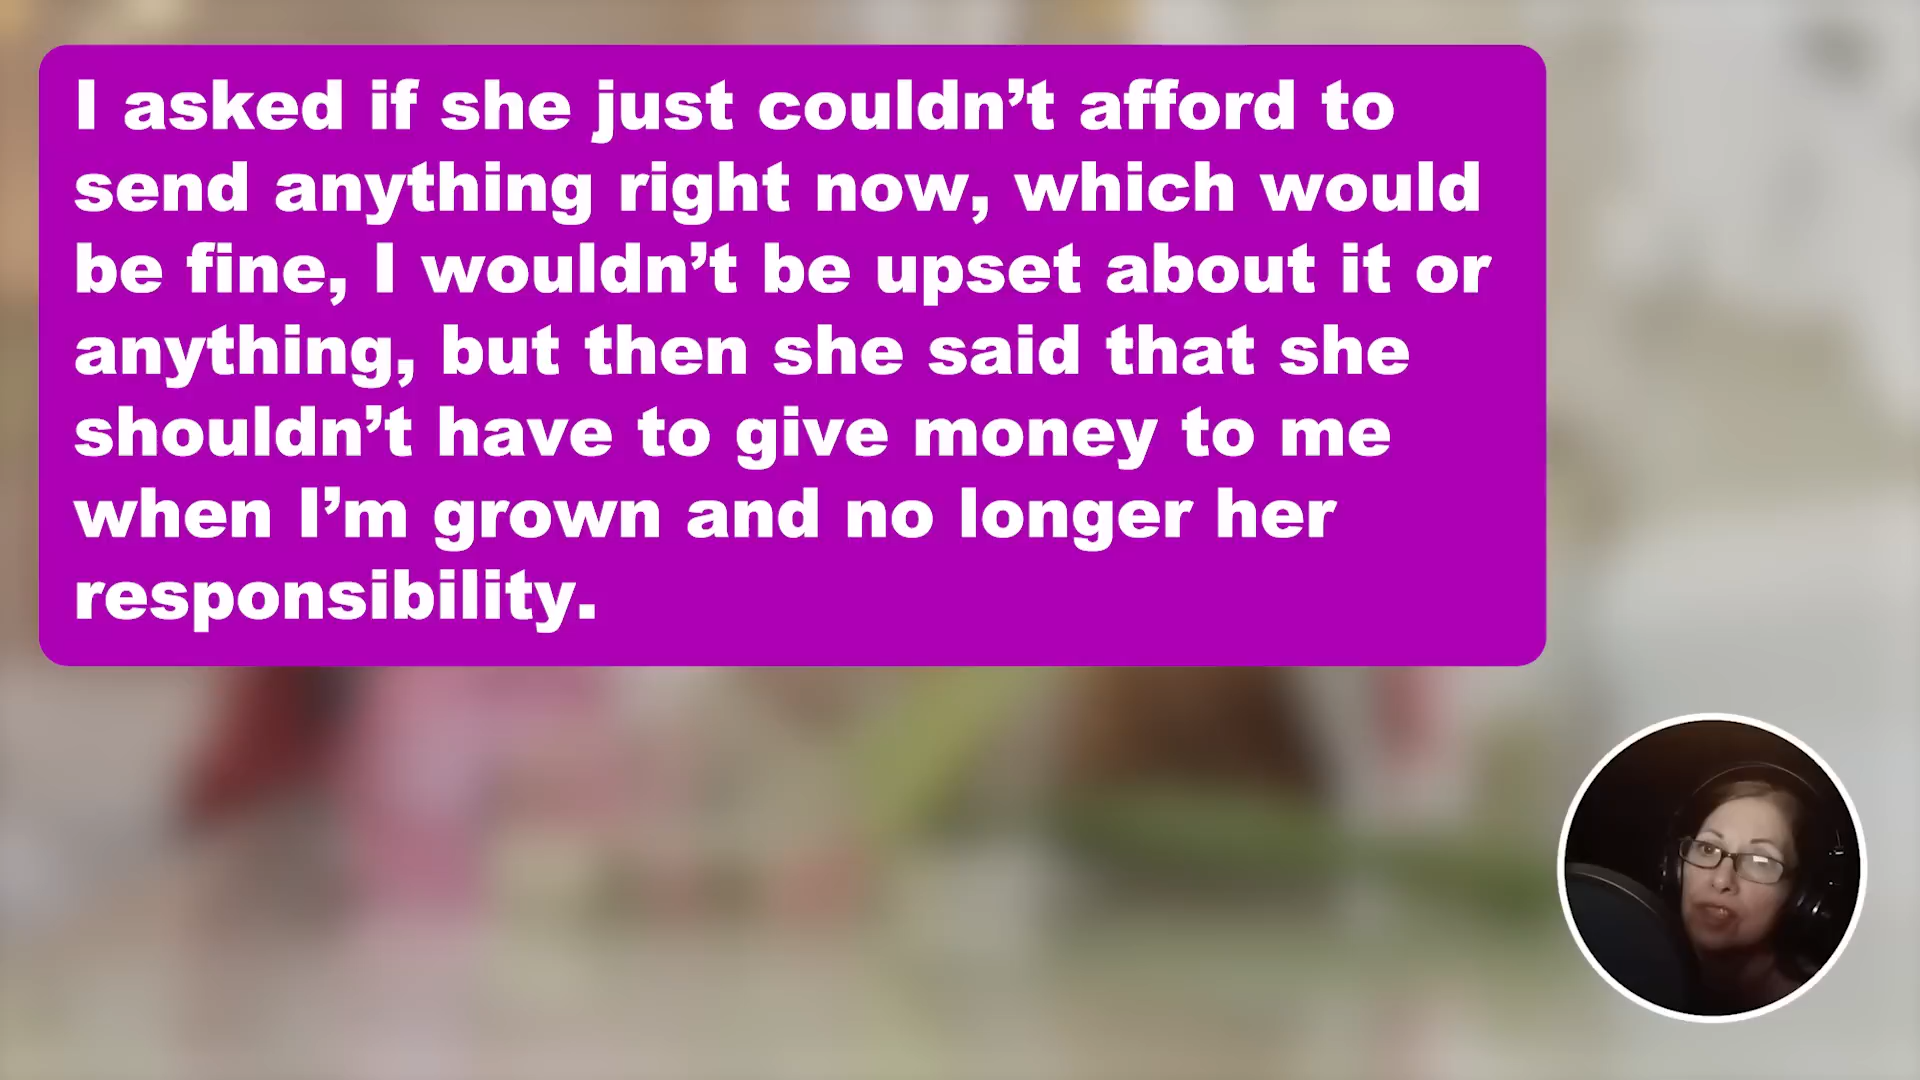 I asked if she just couldn’t afford to
send anything right now, which would
be fine, I wouldn’t be upset about it or
anything, but then she said that she
shouldn’t have to give money to me
when I’m grown and no longer her
responsibility.